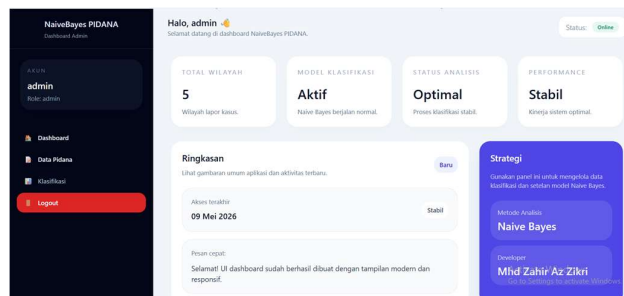 NaiveBayes PIDANA
Dashboard Admin
AKUN
admin
Role: admin
Dashboard
Data Pidana
Klasifikasi
Logout
Halo, admin 👋
Selamat datang di dashboard NaiveBayes PIDANA.
Status: Online
TOTAL WILAYAH
5
Wilayah lapor kasus.
MODEL KLASIFIKASI
Aktif
Naive Bayes berjalan normal.
STATUS ANALISIS
Optimal
Proses klasifikasi stabil.
PERFORMANCE
Stabil
Kinerja sistem optimal.
Ringkasan
Lihat gambaran umum aplikasi dan aktivitas terbaru.
Baru
Akses terakhir
09 Mei 2026
Stabil
Pesan cepat:
Selamat! UI dashboard sudah berhasil dibuat dengan tampilan modern dan
responsif.
Strategi
Gunakan panel ini untuk mengelola data
klasifikasi dan setelan model Naive Bayes.
Metode Analisis
Naive Bayes
Developer
Mhd Zahir Az Zikri
Go to Settings to activate Windows.